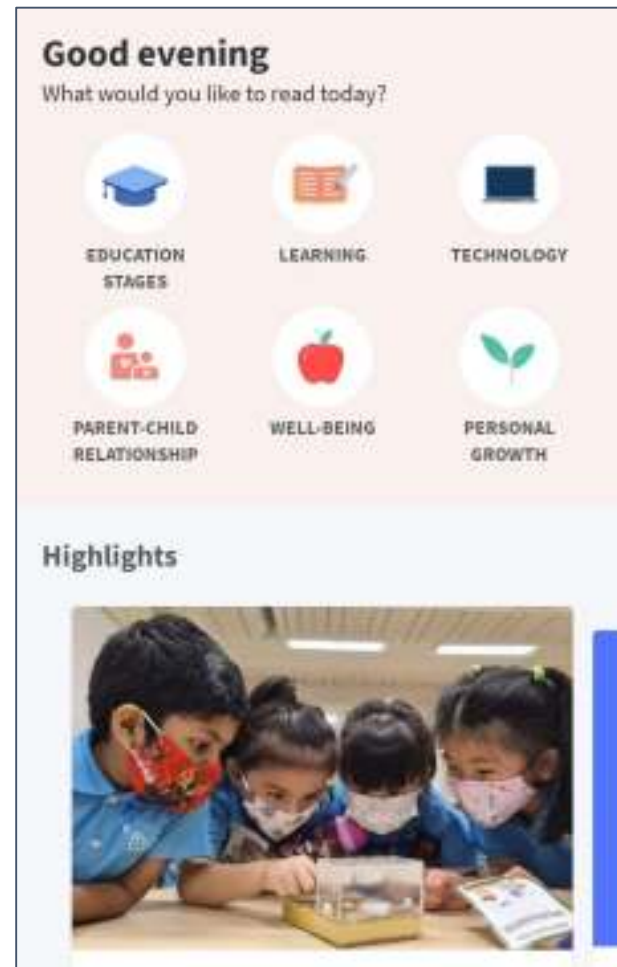 Good evening
What would you like to read today?
EDUCATION
STAGES
LEARNING
TECHNOLOGY
PARENT-CHILD
RELATIONSHIP
WELL-BEING
PERSONAL
GROWTH
Highlights